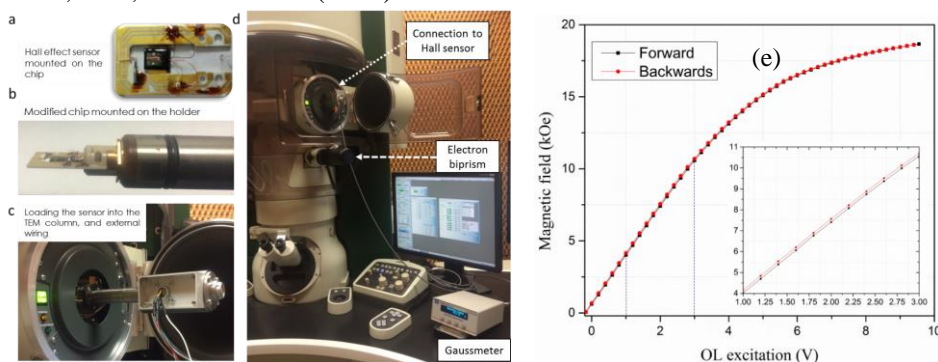 a
Hall effect sensor
mounted on the
chip
b
Modified chip mounted on the holder
c
Loading the sensor into the
TEM column, and external
wiring
d
Connection to
Hall sensor
Electron
biprism
Gaussmeter
(e)
Forward
Backwards
Magnetic field (kOe)
20
15
10
5
0
0
2
4
6
8
10
OL excitation (V)
11
10
9
8
7
6
5
4
1.00
1.25
1.50
1.75
2.00
2.25
2.50
2.75
3.00